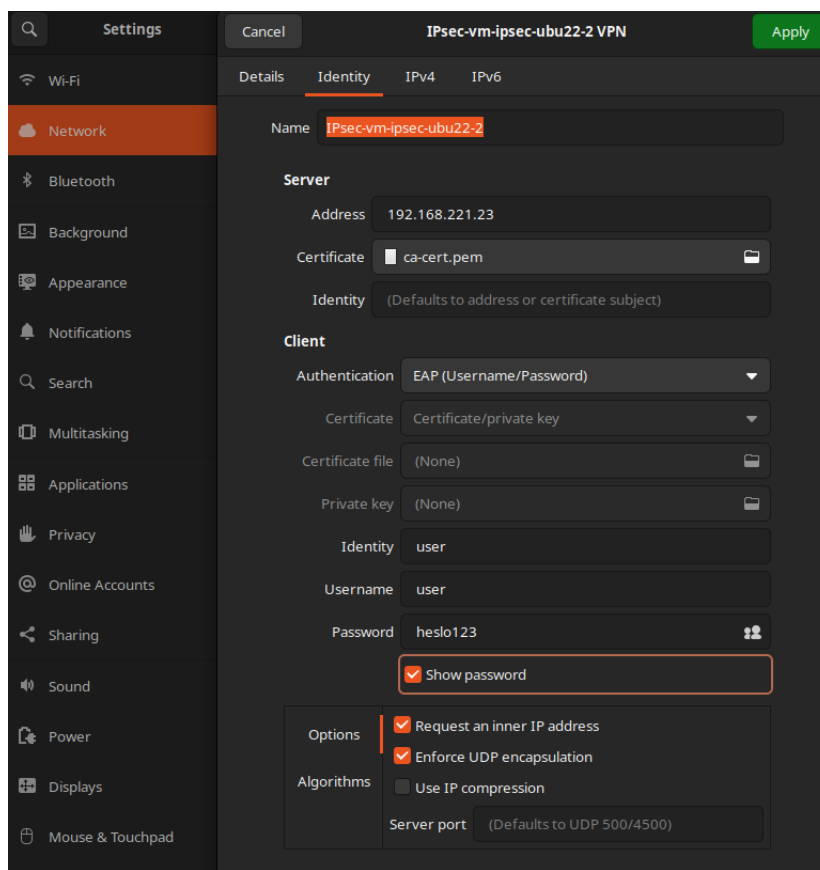 Settings
Cancel
IPsec-vm-ipsec-ubu22-2 VPN
Apply
Wi-Fi
Network
Bluetooth
Background
Appearance
Notifications
Search
Multitasking
Applications
Privacy
Online Accounts
Sharing
Sound
Power
Displays
Mouse & Touchpad
Details Identity IPv4 IPv6
Name IPsec-vm-ipsec-ubu22-2
Server
Address 192.168.221.23
Certificate ca-cert.pem
Identity (Defaults to address or certificate subject)
Client
Authentication EAP (Username/Password)
Certificate Certificate/private key
Certificate file (None)
Private key (None)
Identity user
Username user
Password heslo123
Show password
Options
Algorithms
Request an inner IP address
Enforce UDP encapsulation
Use IP compression
Server port (Defaults to UDP 500/4500)